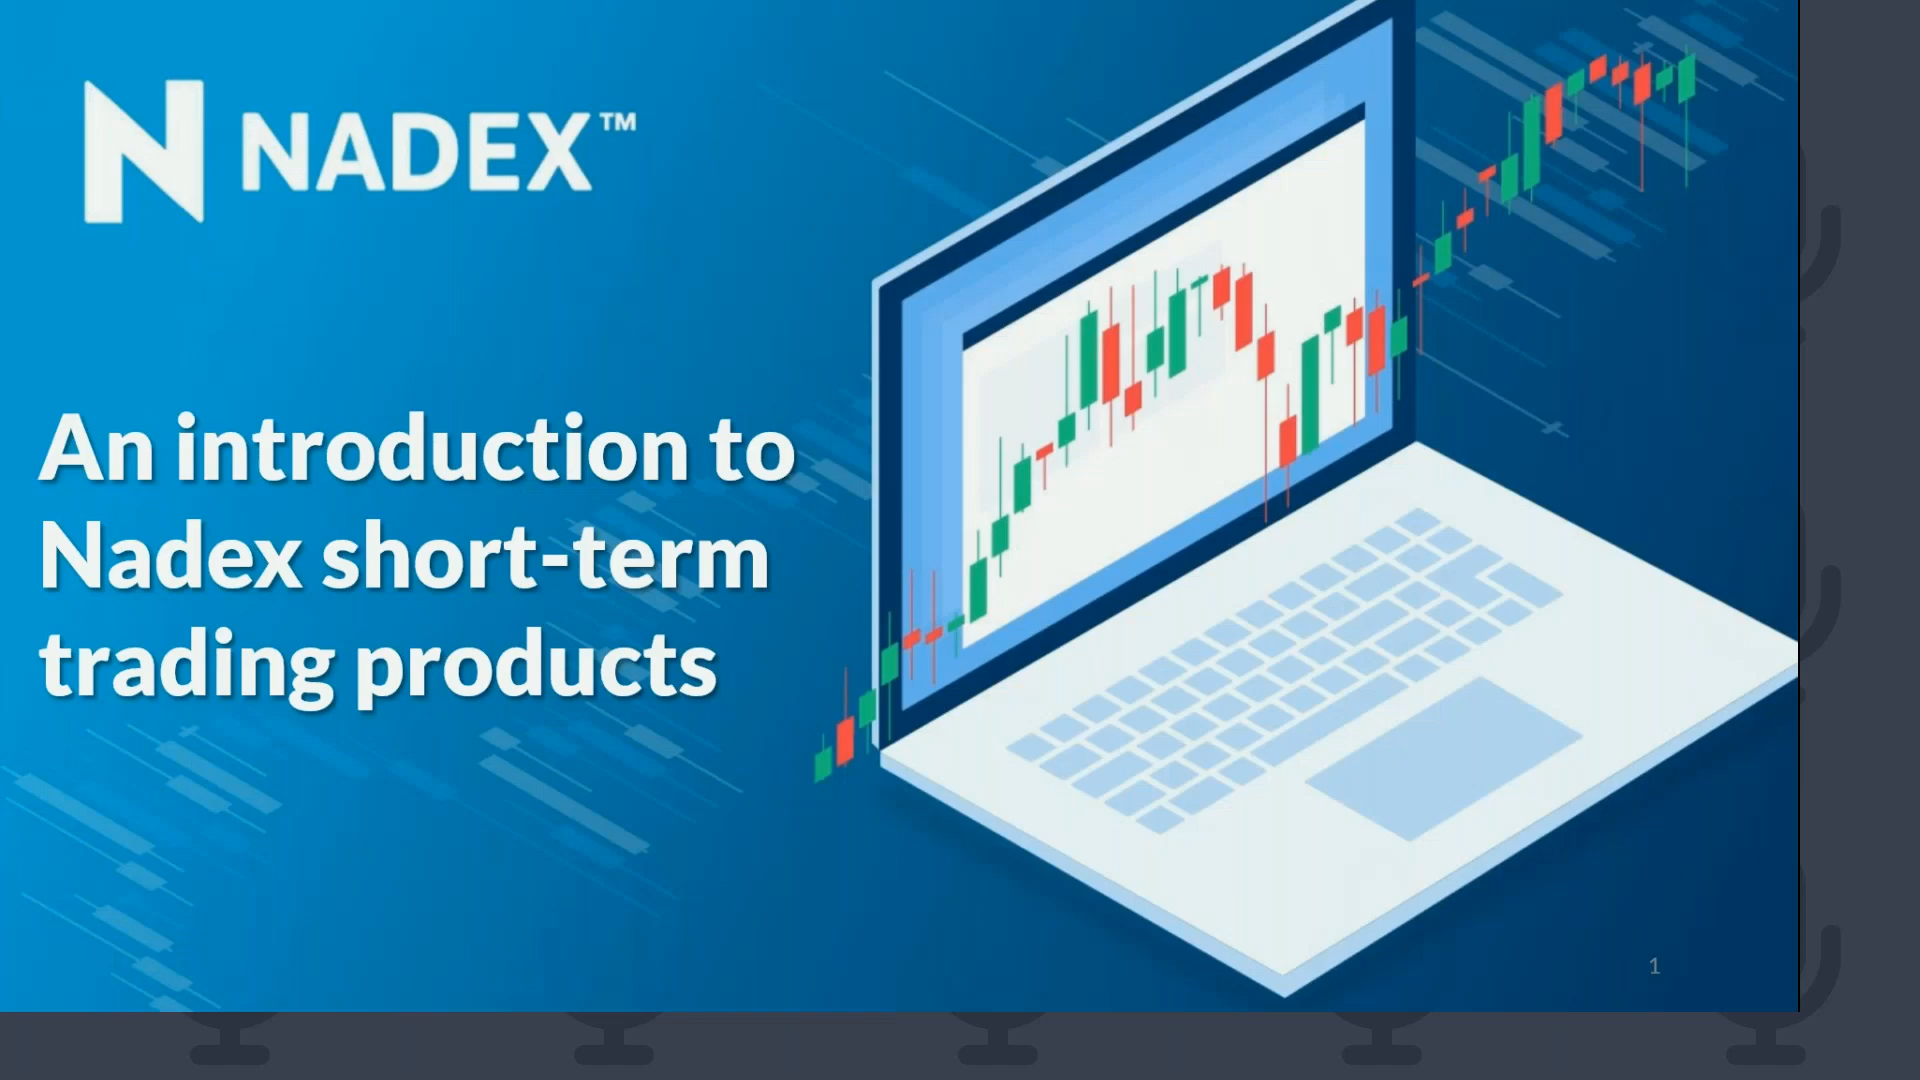 N NADEX™
An introduction to
Nadex short-term
trading products
1